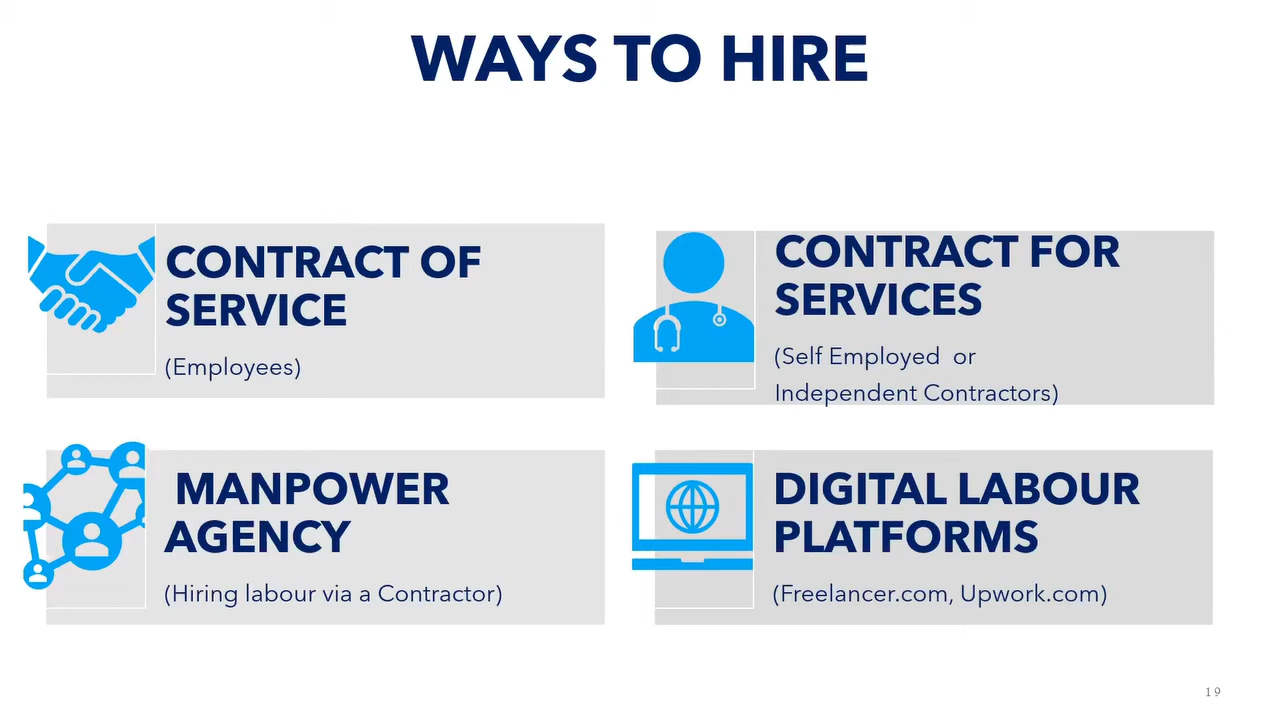 WAYS TO HIRE
CONTRACT OF
SERVICE
(Employees)
CONTRACT FOR
SERVICES
(Self Employed or
Independent Contractors)
MANPOWER
AGENCY
(Hiring labour via a Contractor)
DIGITAL LABOUR
PLATFORMS
(Freelancer.com, Upwork.com)
19